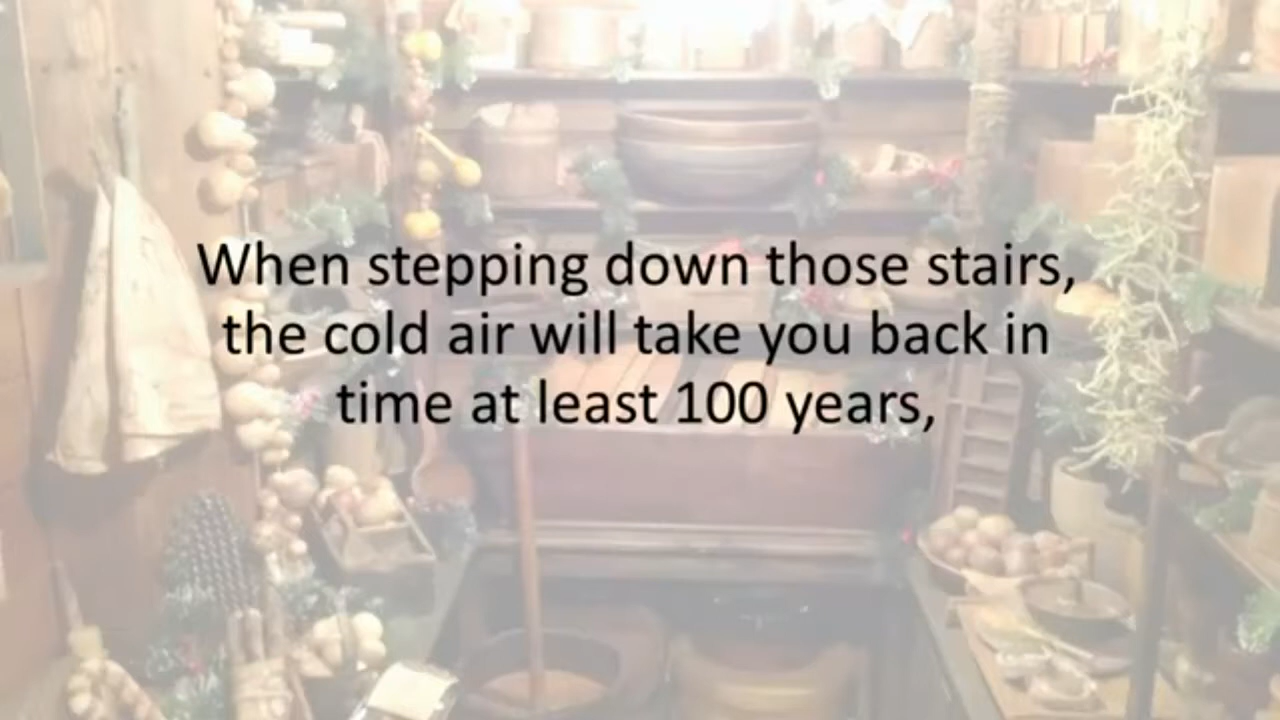 When stepping down those stairs,
the cold air will take you back in
time at least 100 years,